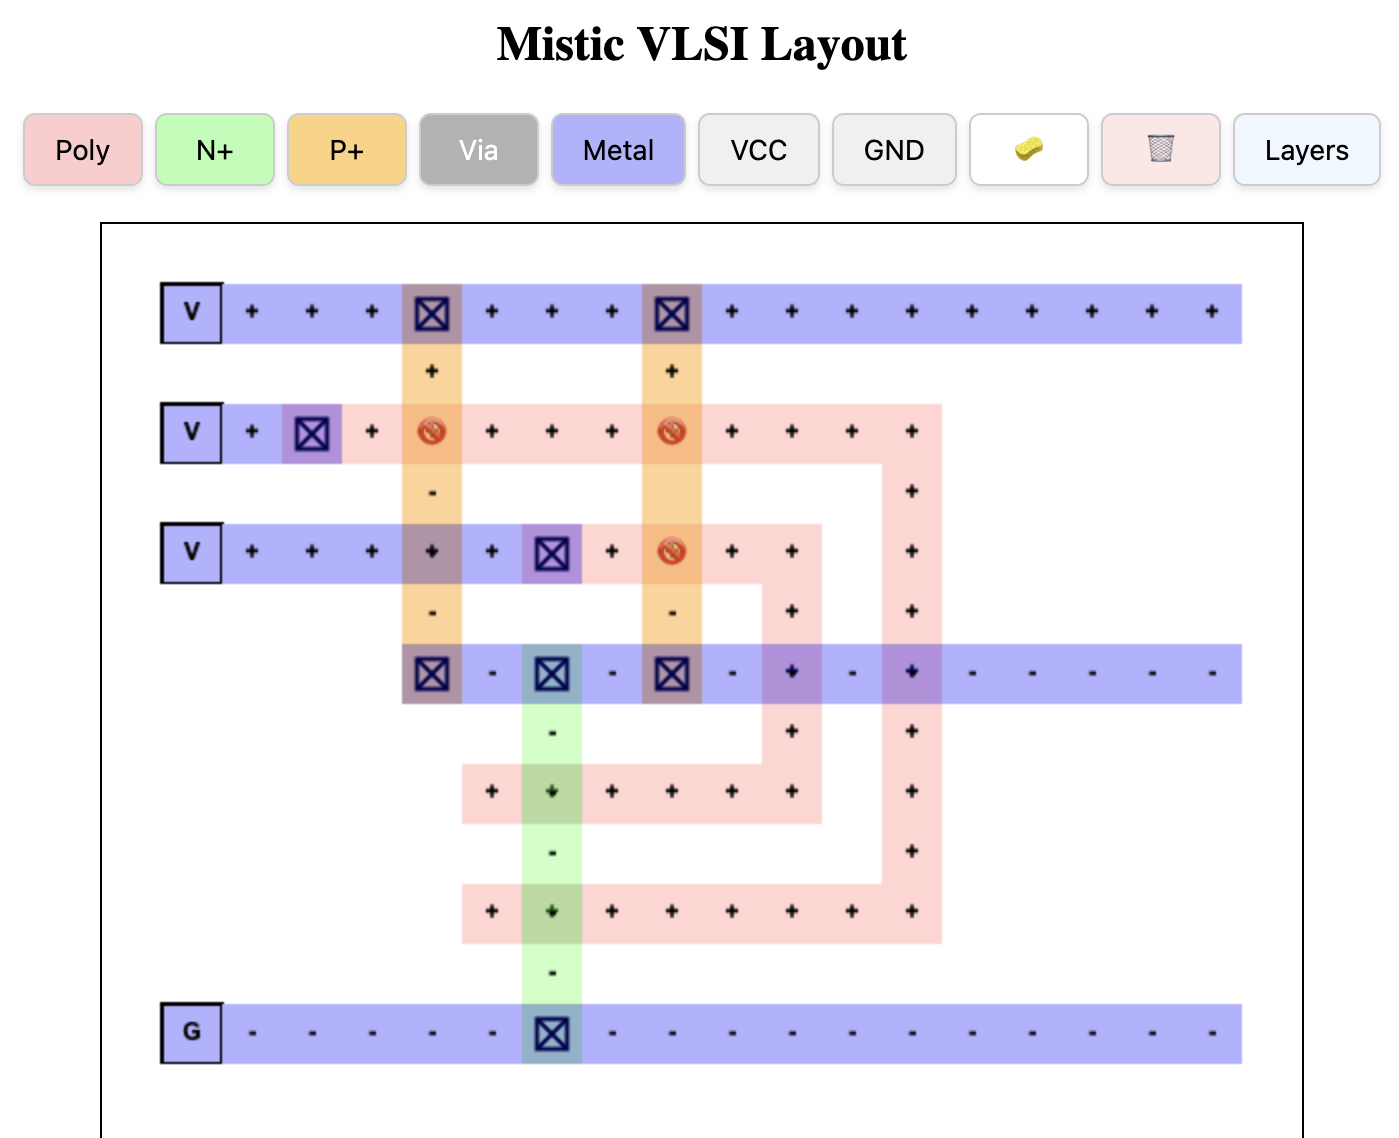 Mistic VLSI Layout
Poly N+ P+ Via Metal VCC GND Layers
V + + + + + + + + + + + + + + +
+ +
V + + + + + + + + +
- +
V + + + + + + + + +
- - + +
- - - + - + - - - - -
- + +
+ + + + + + +
- +
+ + + + + + + +
-
G - - - - - - - - - - - - - - - -